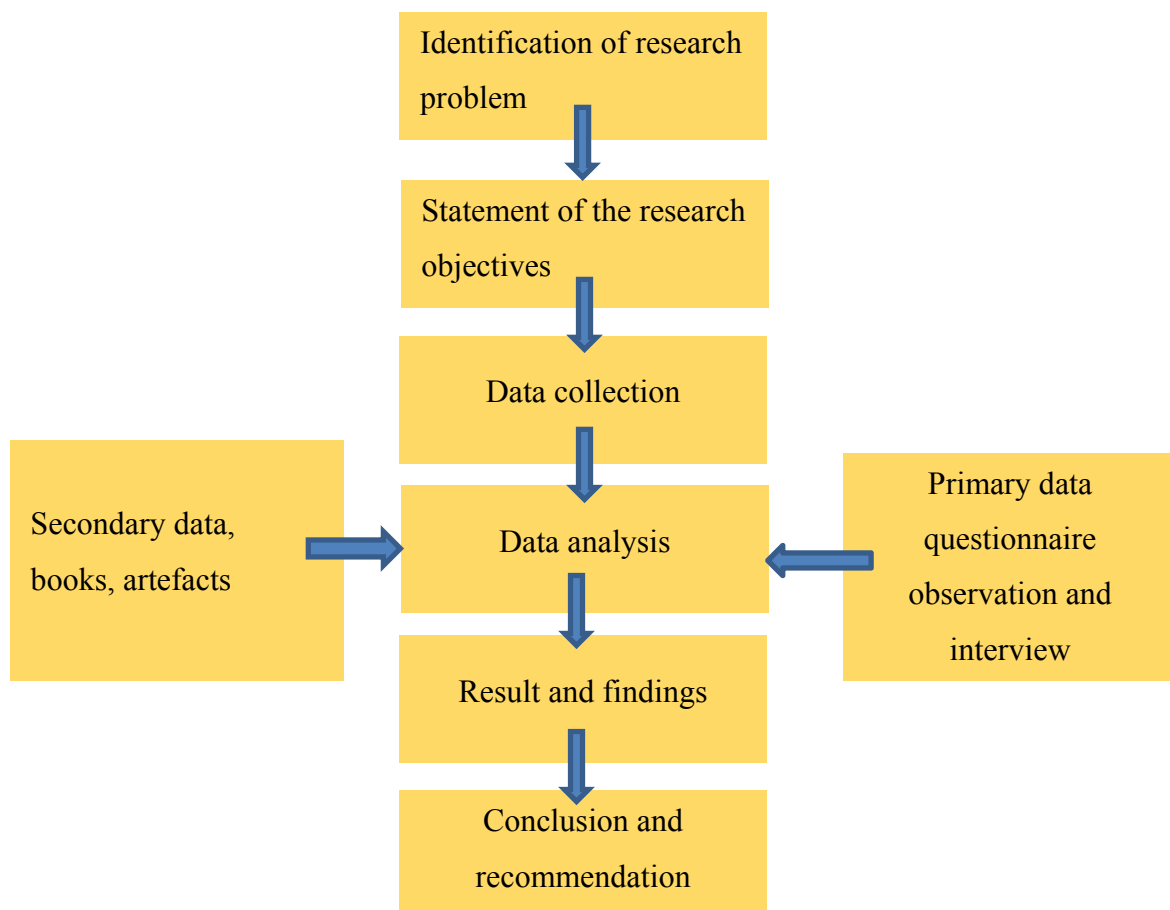 Identification of research
problem
Statement of the research
objectives
Data collection
Secondary data,
books, artefacts
Data analysis
Primary data
questionnaire
observation and
interview
Result and findings
Conclusion and
recommendation